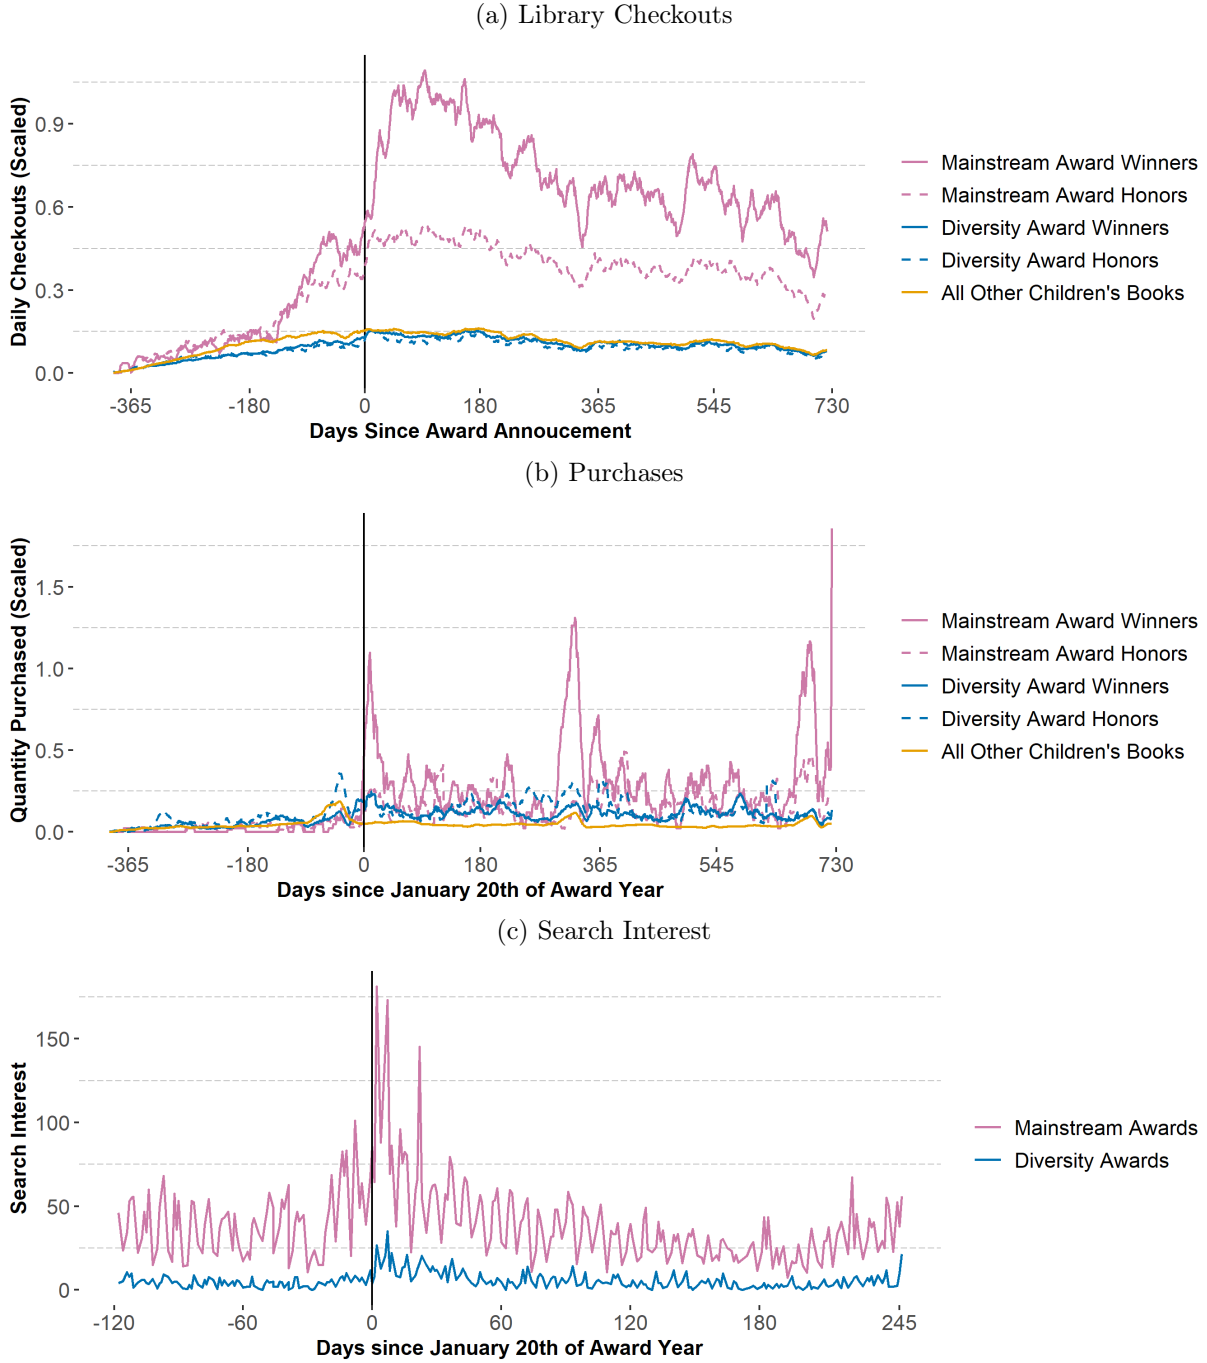 (a) Library Checkouts
Daily Checkouts (Scaled)
0.9
0.6
0.3
0.0
-365 -180 0 180 365 545 730
Days Since Award Annoucement
Mainstream Award Winners
Mainstream Award Honors
Diversity Award Winners
Diversity Award Honors
All Other Children's Books
(b) Purchases
Quantity Purchased (Scaled)
1.5
1.0
0.5
0.0
-365 -180 0 180 365 545 730
Days since January 20th of Award Year
Mainstream Award Winners
Mainstream Award Honors
Diversity Award Winners
Diversity Award Honors
All Other Children's Books
(c) Search Interest
Search Interest
150
100
50
0
-120 -60 0 60 120 180 245
Days since January 20th of Award Year
Mainstream Awards
Diversity Awards